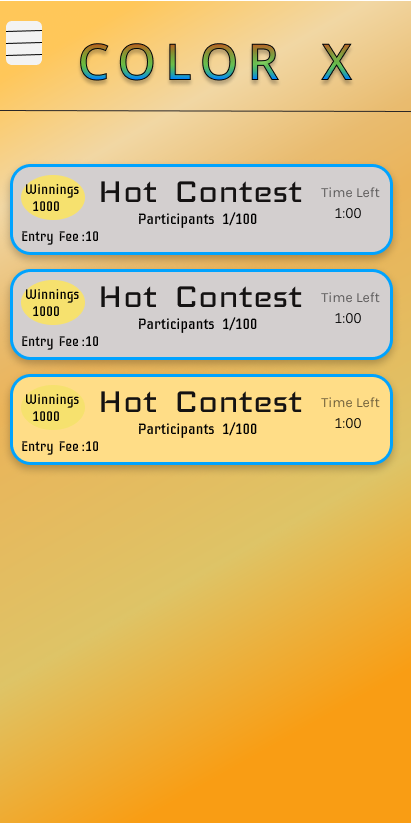 COLOR X
Winnings
1000
Hot Contest
Participants 1/100
Time Left
1:00
Entry Fee :10
Winnings
1000
Hot Contest
Participants 1/100
Time Left
1:00
Entry Fee :10
Winnings
1000
Hot Contest
Participants 1/100
Time Left
1:00
Entry Fee :10